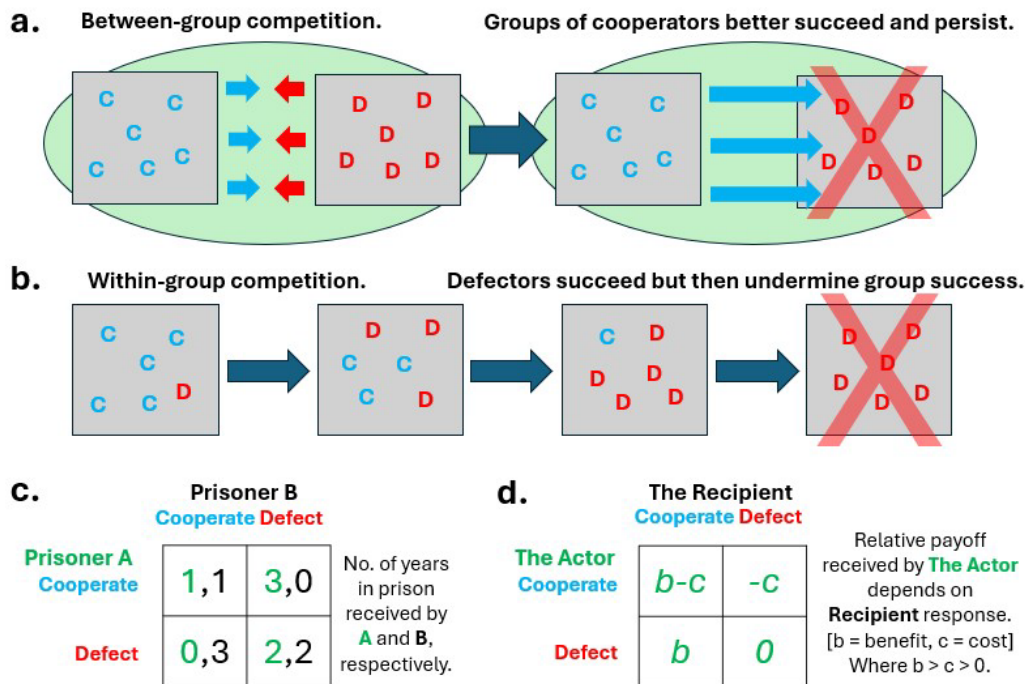 a.
Between-group competition.
Groups of cooperators better succeed and persist.
C
C
C
C
C
C
D
D
D
D
D
D
C
C
C
C
C
C
D
D
D
D
D
D
b.
Within-group competition.
Defectors succeed but then undermine group success.
C
C
C
C
C
D
D
D
C
C
C
D
C
D
D
D
D
D
D
D
D
D
D
D
c.
Prisoner B
Cooperate Defect
Prisoner A
Cooperate
1,1
3,0
Defect
0,3
2,2
No. of years
in prison
received by
A and B,
respectively.
d.
The Recipient
Cooperate Defect
The Actor
Cooperate
b-c
-c
Defect
b
0
Relative payoff
received by The Actor
depends on
Recipient response.
[b = benefit, c = cost]
Where b > c > 0.